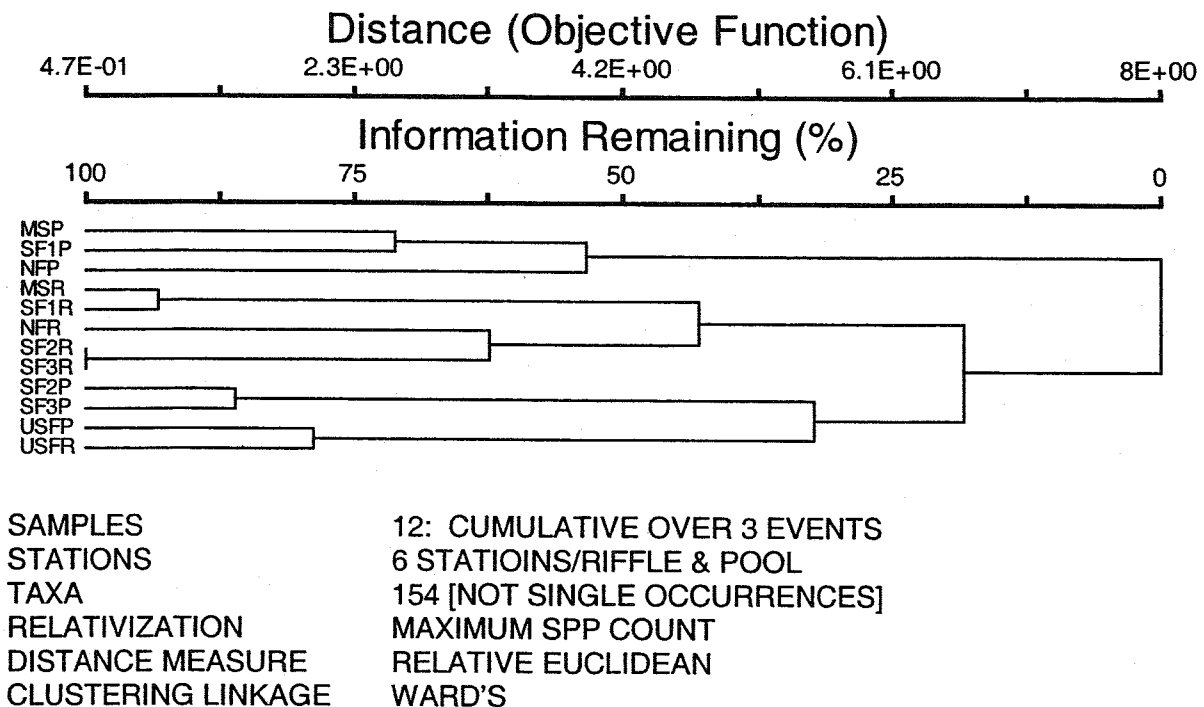 Distance (Objective Function)
4.7E-01 2.3E+00 4.2E+00 6.1E+00 8E+00
Information Remaining (%)
100 75 50 25 0
MSP
SF1P
NFP
MSR
SF1R
NFR
SF2R
SF3R
SF2P
SF3P
USFP
USFR
SAMPLES 12: CUMULATIVE OVER 3 EVENTS
STATIONS 6 STATIOINS/RIFFLE & POOL
TAXA 154 [NOT SINGLE OCCURRENCES]
RELATIVIZATION MAXIMUM SPP COUNT
DISTANCE MEASURE RELATIVE EUCLIDEAN
CLUSTERING LINKAGE WARD'S